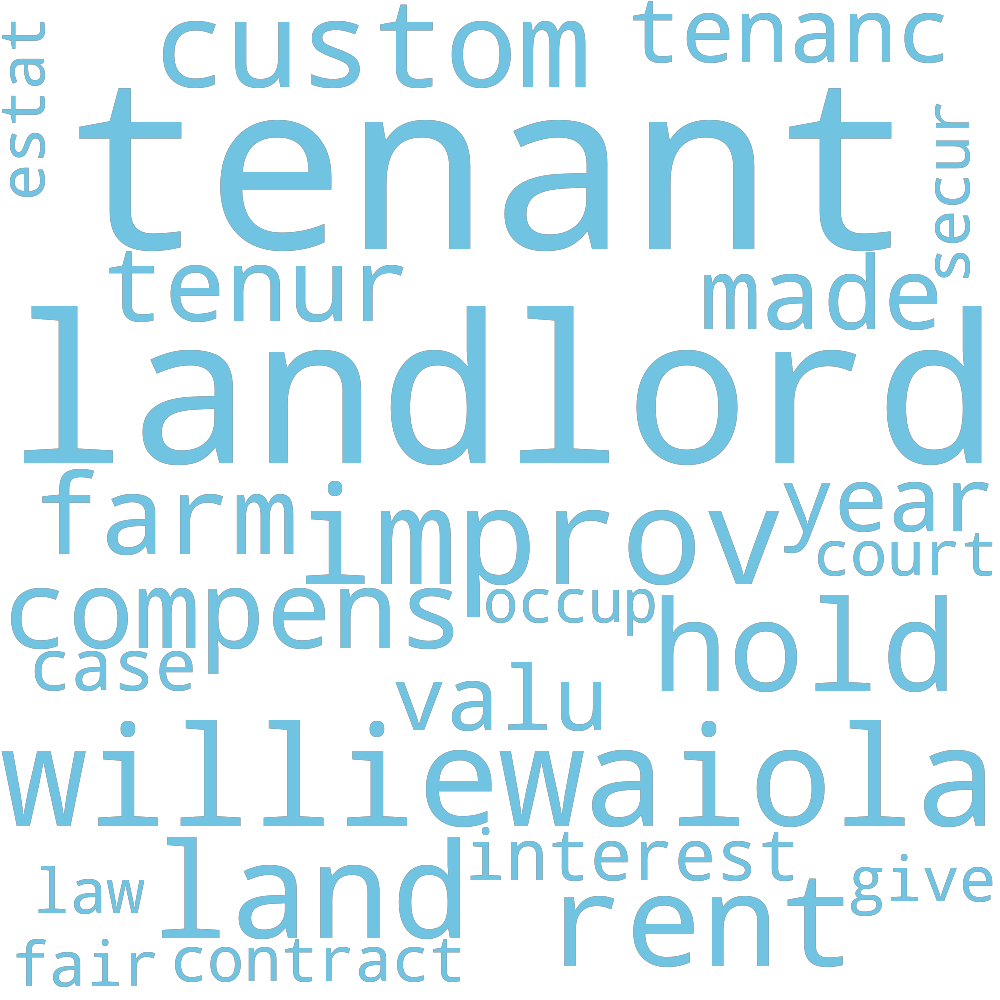 custom
tenanc
estat
tenant
secur
tenur
made
landlord
farm
improv
year
court
compens
occup
hold
case
valu
williewaiola
land
interest
law
rent
give
fair
contract